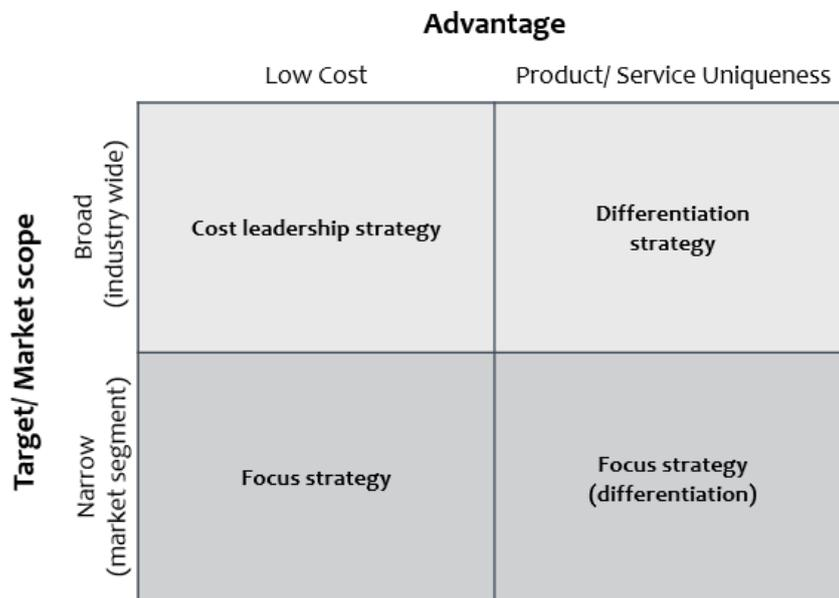 Advantage
Low Cost
Product/ Service Uniqueness
Target/ Market scope
Broad
(industry wide)
Cost leadership strategy
Differentiation
strategy
Narrow
(market segment)
Focus strategy
Focus strategy
(differentiation)